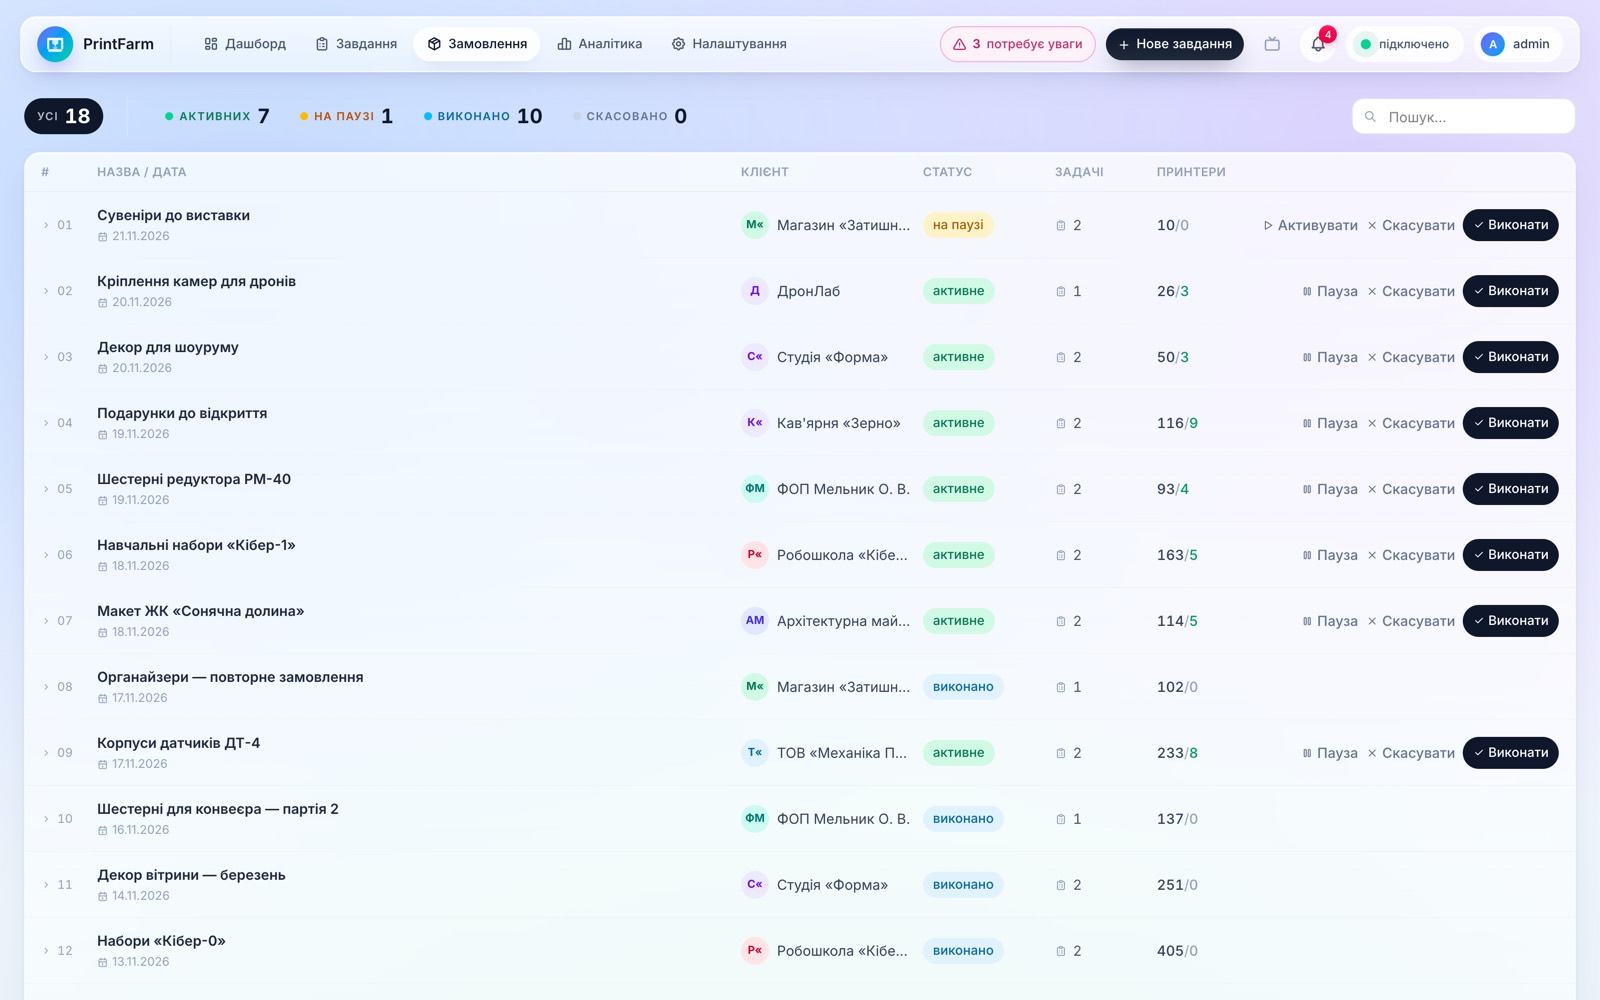 PrintFarm Дашборд Завдання Замовлення Аналітика Налаштування 3 потребує уваги + Нове завдання 4 підключено A admin
УСІ 18 АКТИВНИХ 7 НА ПАУЗІ 1 ВИКОНАНО 10 СКАСОВАНО 0 Пошук...
# НАЗВА / ДАТА КЛІЄНТ СТАТУС ЗАДАЧІ ПРИНТЕРИ
01 Сувеніри до виставки М« Магазин «Затишн... на паузі 2 10/0 Активувати Скасувати Виконати
21.11.2026
02 Кріплення камер для дронів Д ДронЛаб активне 1 26/3 Пауза Скасувати Виконати
20.11.2026
03 Декор для шоуруму С« Студія «Форма» активне 2 50/3 Пауза Скасувати Виконати
20.11.2026
04 Подарунки до відкриття К« Кав'ярня «Зерно» активне 2 116/9 Пауза Скасувати Виконати
19.11.2026
05 Шестерні редуктора РМ-40 ФМ ФОП Мельник О. В. активне 2 93/4 Пауза Скасувати Виконати
19.11.2026
06 Навчальні набори «Кібер-1» Р« Робошкола «Кібе... активне 2 163/5 Пауза Скасувати Виконати
18.11.2026
07 Макет ЖК «Сонячна долина» АМ Архітектурна май... активне 2 114/5 Пауза Скасувати Виконати
18.11.2026
08 Органайзери — повторне замовлення М« Магазин «Затишн... виконано 1 102/0
17.11.2026
09 Корпуси датчиків ДТ-4 Т« ТОВ «Механіка П... активне 2 233/8 Пауза Скасувати Виконати
17.11.2026
10 Шестерні для конвеєра — партія 2 ФМ ФОП Мельник О. В. виконано 1 137/0
16.11.2026
11 Декор вітрини — березень С« Студія «Форма» виконано 2 251/0
14.11.2026
12 Набори «Кібер-0» Р« Робошкола «Кібе... виконано 2 405/0
13.11.2026